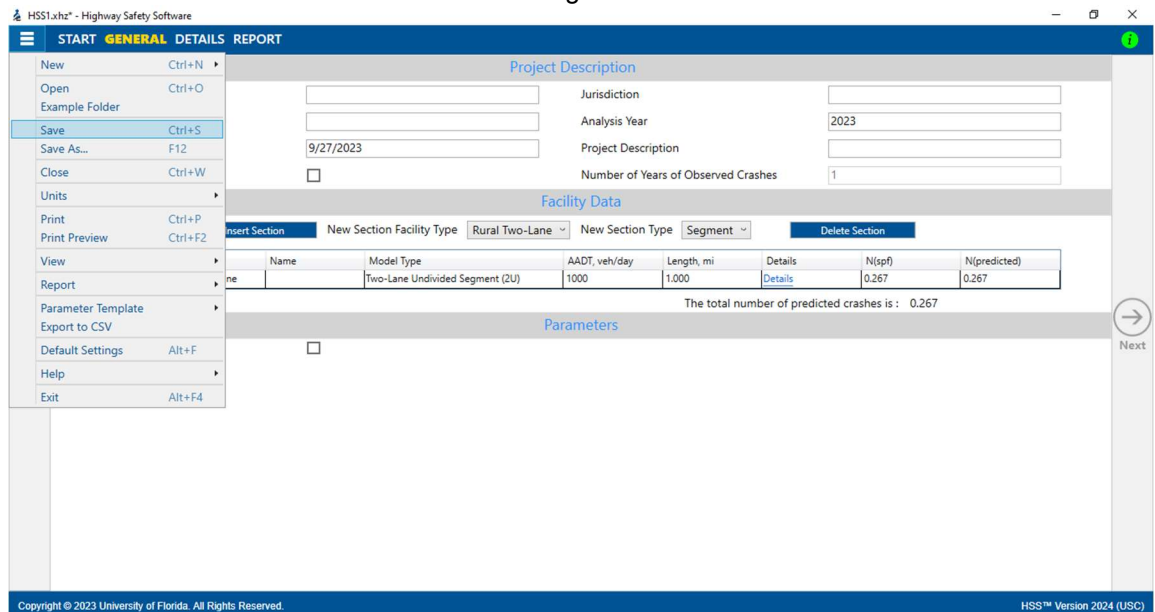 HSS1.xhz* - Highway Safety Software
START GENERAL DETAILS REPORT
New Ctrl+N
Open Ctrl+O
Example Folder
Save Ctrl+S
Save As... F12
Close Ctrl+W
Units
Print Ctrl+P
Print Preview Ctrl+F2
View
Report
Parameter Template
Export to CSV
Default Settings Alt+F
Help
Exit Alt+F4
Project Description
Jurisdiction
Analysis Year 2023
9/27/2023 Project Description
Number of Years of Observed Crashes 1
Facility Data
Insert Section New Section Facility Type Rural Two-Lane New Section Type Segment Delete Section
Name Model Type AADT, veh/day Length, mi Details N(spf) N(predicted)
ne Two-Lane Undivided Segment (2U) 1000 1.000 Details 0.267 0.267
The total number of predicted crashes is : 0.267
Parameters
Next
Copyright © 2023 University of Florida. All Rights Reserved. HSS™ Version 2024 (USC)